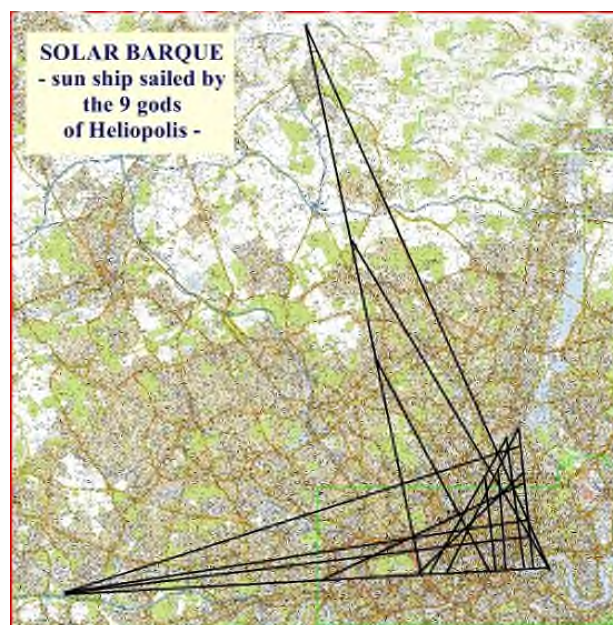 SOLAR BARQUE
- sun ship sailed by
the 9 gods
of Heliopolis -